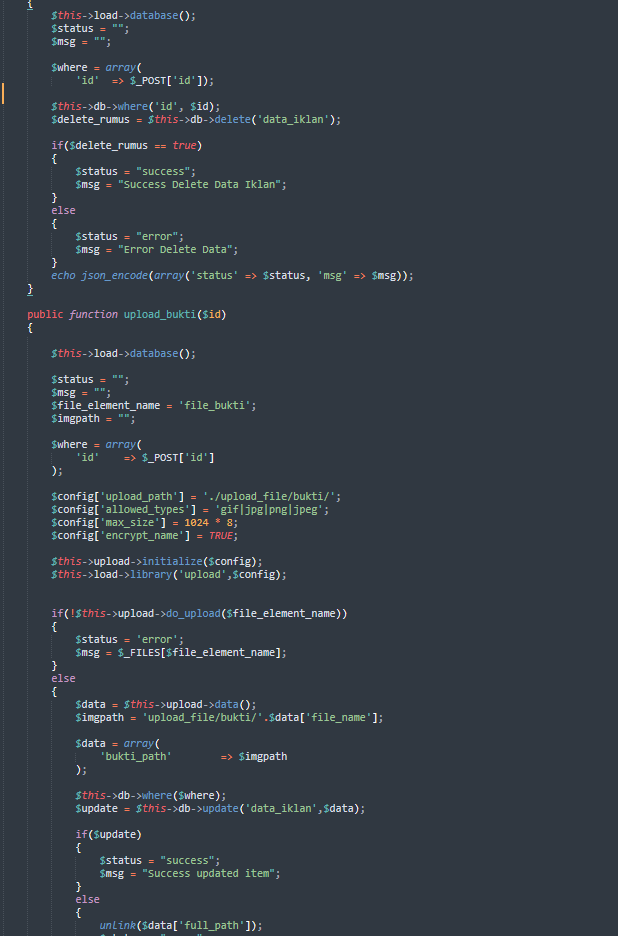 {
$this->load->database();
$status = "";
$msg = "";
$where = array(
'id' => $_POST['id']);
$this->db->where('id', $id);
$delete_rumus = $this->db->delete('data_iklan');
if($delete_rumus == true)
{
$status = "success";
$msg = "Success Delete Data Iklan";
}
else
{
$status = "error";
$msg = "Error Delete Data";
}
echo json_encode(array('status' => $status, 'msg' => $msg));
}
public function upload_bukti($id)
{
$this->load->database();
$status = "";
$msg = "";
$file_element_name = 'file_bukti';
$imgpath = "";
$where = array(
'id' => $_POST['id']
);
$config['upload_path'] = './upload_file/bukti/';
$config['allowed_types'] = 'gif|jpg|png|jpeg';
$config['max_size'] = 1024 * 8;
$config['encrypt_name'] = TRUE;
$this->upload->initialize($config);
$this->load->library('upload',$config);
if(!$this->upload->do_upload($file_element_name))
{
$status = 'error';
$msg = $_FILES[$file_element_name];
}
else
{
$data = $this->upload->data();
$imgpath = 'upload_file/bukti/'.$data['file_name'];
$data = array(
'bukti_path' => $imgpath
);
$this->db->where($where);
$update = $this->db->update('data_iklan',$data);
if($update)
{
$status = "success";
$msg = "Success updated item";
}
else
{
unlink($data['full_path']);